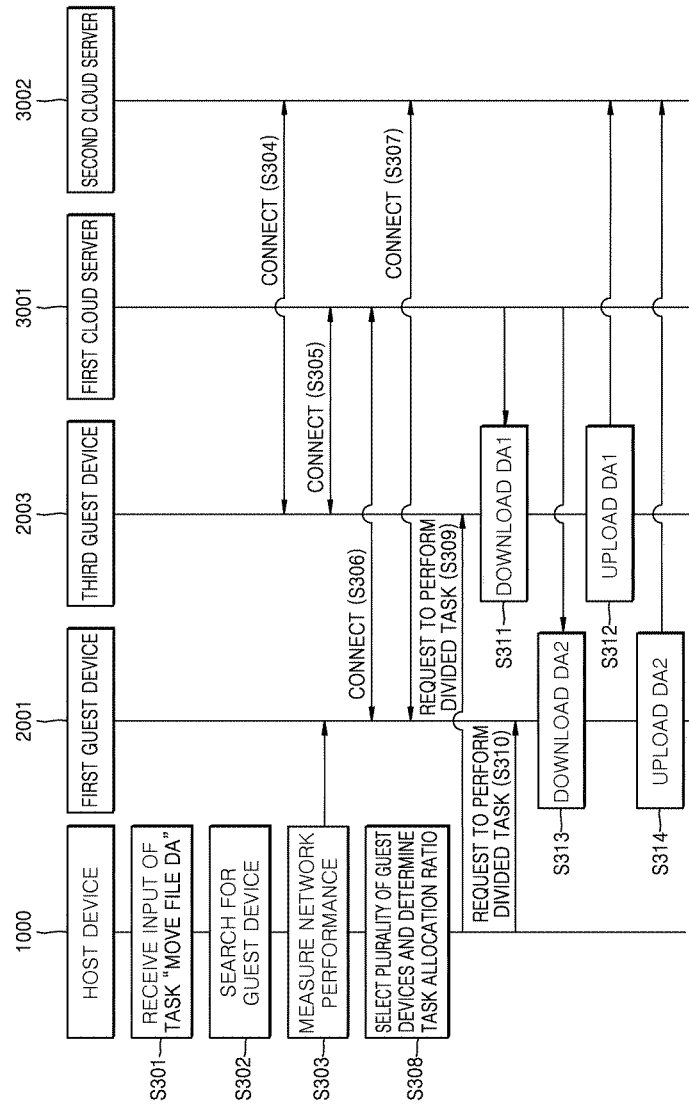 1000
2001
2003
3001
3002
HOST DEVICE
FIRST GUEST DEVICE
THIRD GUEST DEVICE
FIRST CLOUD SERVER
SECOND CLOUD SERVER
S301
RECEIVE INPUT OF
TASK "MOVE FILE DA"
S302
SEARCH FOR
GUEST DEVICE
S303
MEASURE NETWORK
PERFORMANCE
CONNECT (S304)
CONNECT (S305)
CONNECT (S306)
CONNECT (S307)
S308
SELECT PLURALITY OF GUEST
DEVICES AND DETERMINE
TASK ALLOCATION RATIO
REQUEST TO PERFORM
DIVIDED TASK (S309)
REQUEST TO PERFORM
DIVIDED TASK (S310)
S311
DOWNLOAD DA1
S313
DOWNLOAD DA2
S312
UPLOAD DA1
S314
UPLOAD DA2